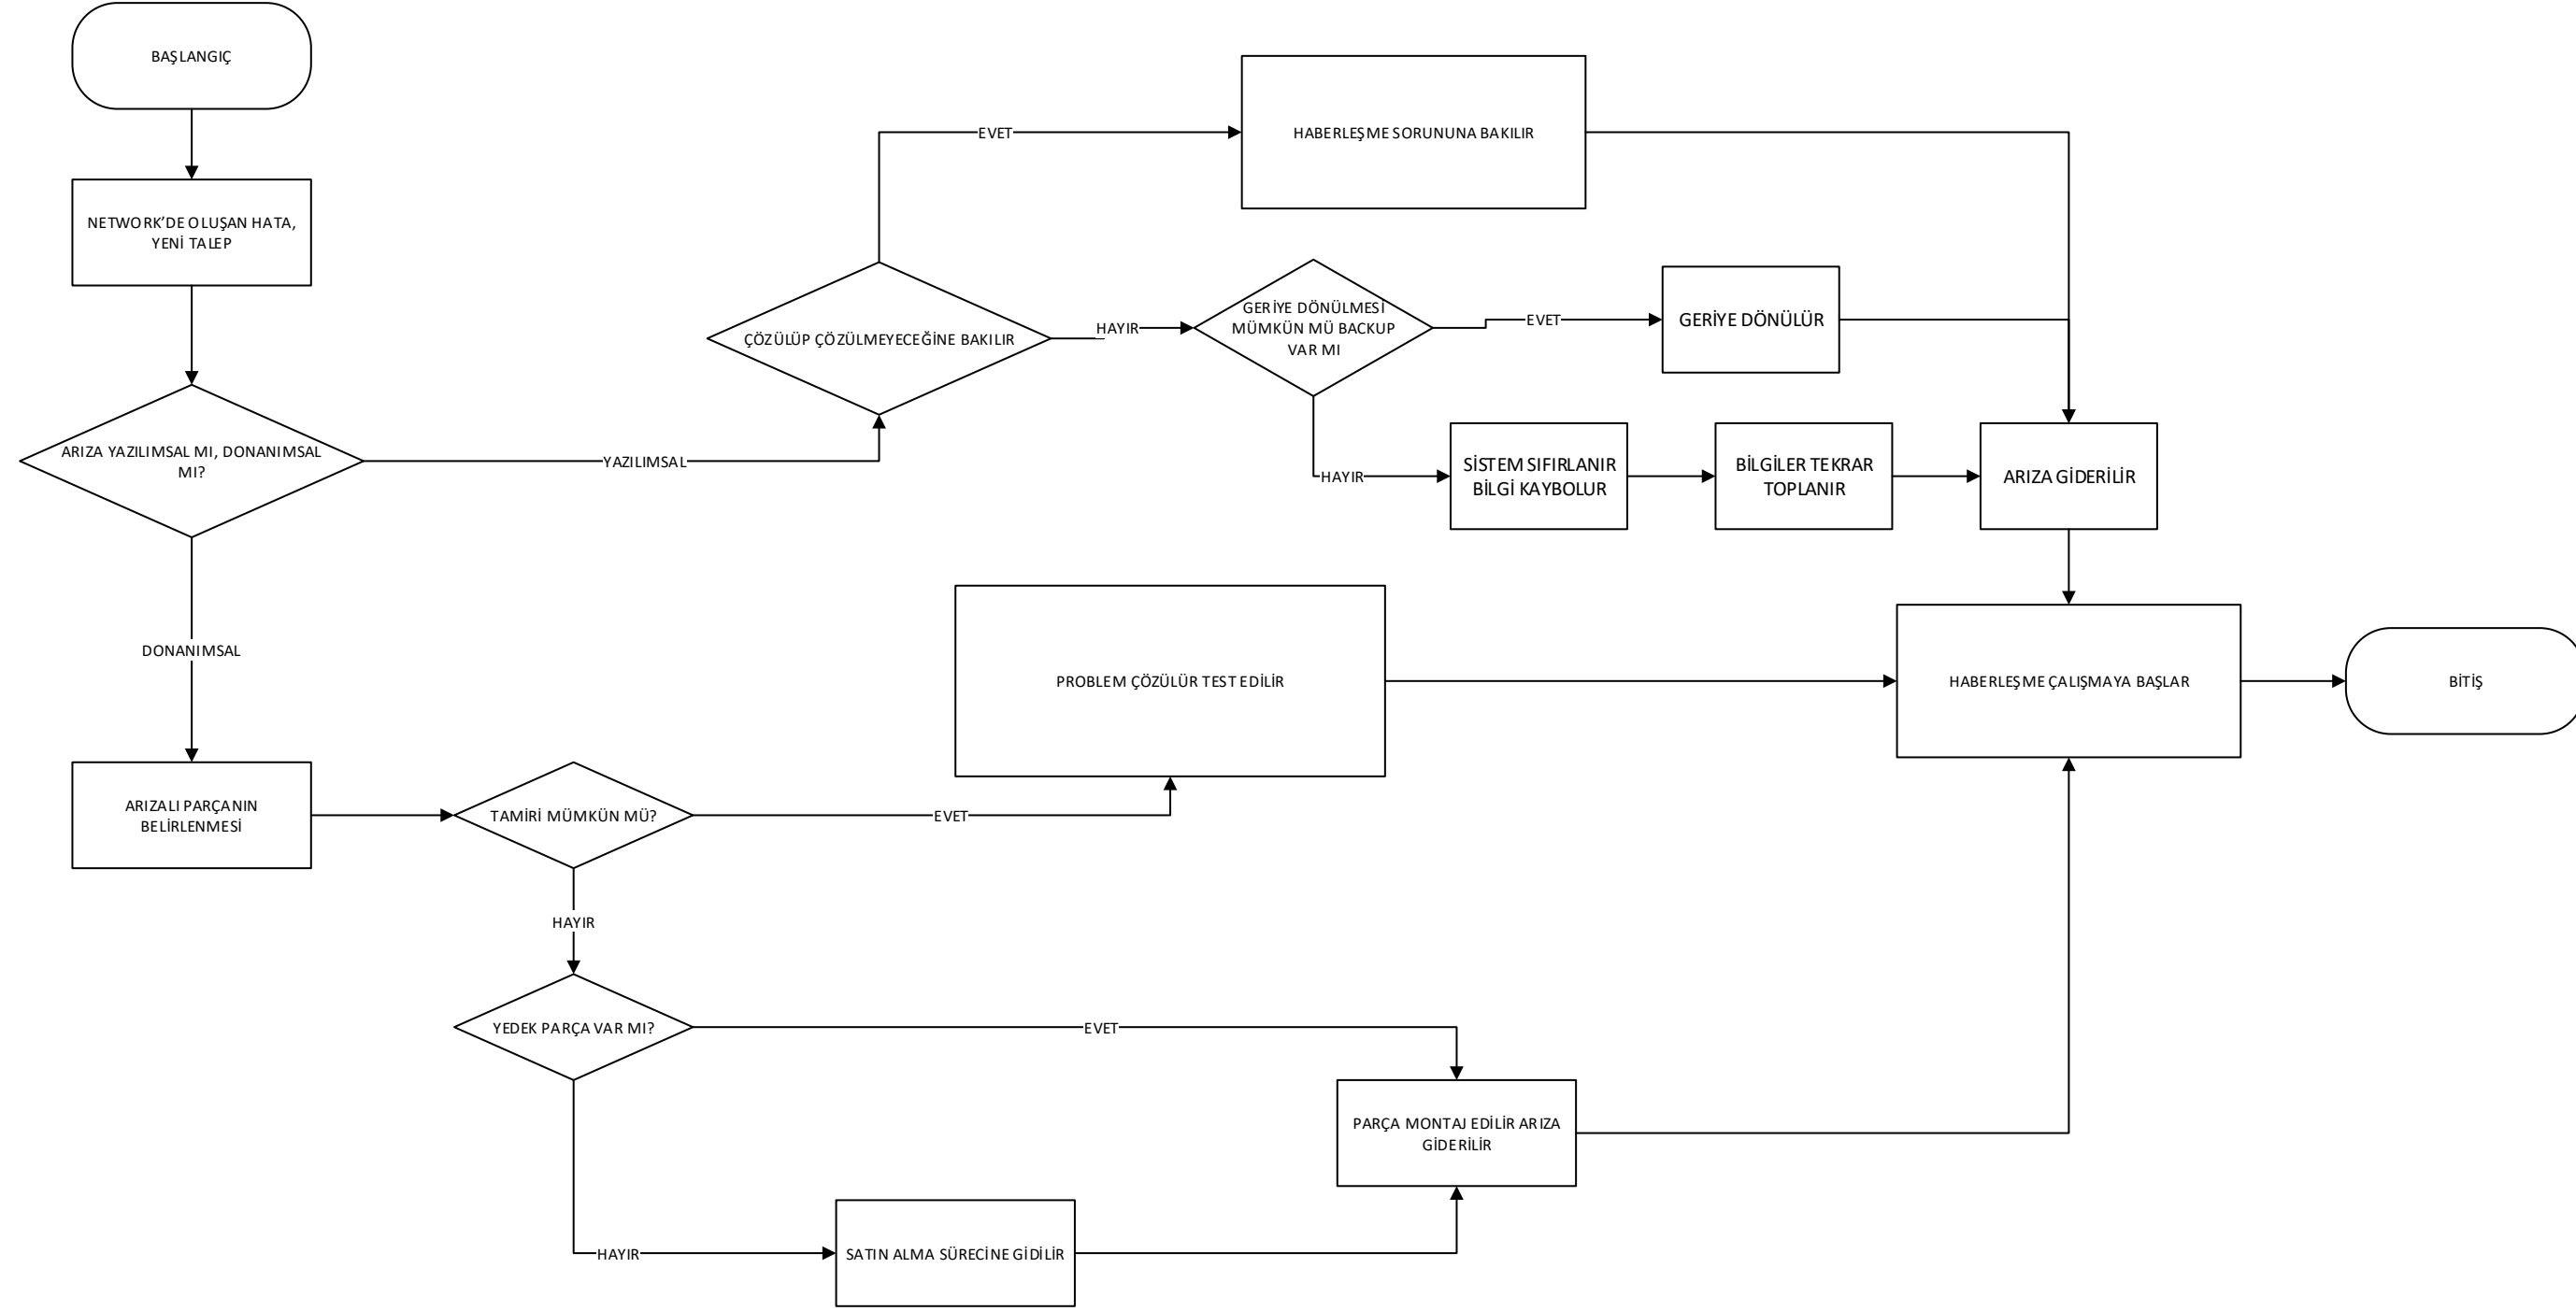 BAŞLANGIÇ
NETWORK’DE OLUŞAN HATA,
YENİ TALEP
ARIZA YAZILIMSAL MI, DONANIMSAL
MI?
YAZILIMSAL
ÇÖZÜLÜP ÇÖZÜLMEYECEĞİNE BAKILIR
EVET
HABERLEŞME SORUNUNA BAKILIR
HAYIR
GERİYE DÖNÜLMESİ
MÜMKÜN MÜ BACKUP
VAR MI
EVET
GERİYE DÖNÜLÜR
HAYIR
SİSTEM SIFIRLANIR
BİLGİ KAYBOLUR
BİLGİLER TEKRAR
TOPLANIR
ARIZA GİDERİLİR
DONANIMSAL
ARIZALI PARÇANIN
BELİRLENMESİ
TAMİRİ MÜMKÜN MÜ?
EVET
PROBLEM ÇÖZÜLÜR TEST EDİLİR
HABERLEŞME ÇALIŞMAYA BAŞLAR
BİTİŞ
HAYIR
YEDEK PARÇA VAR MI?
EVET
PARÇA MONTAJ EDİLİR ARIZA
GİDERİLİR
HAYIR
SATIN ALMA SÜRECİNE GİDİLİR